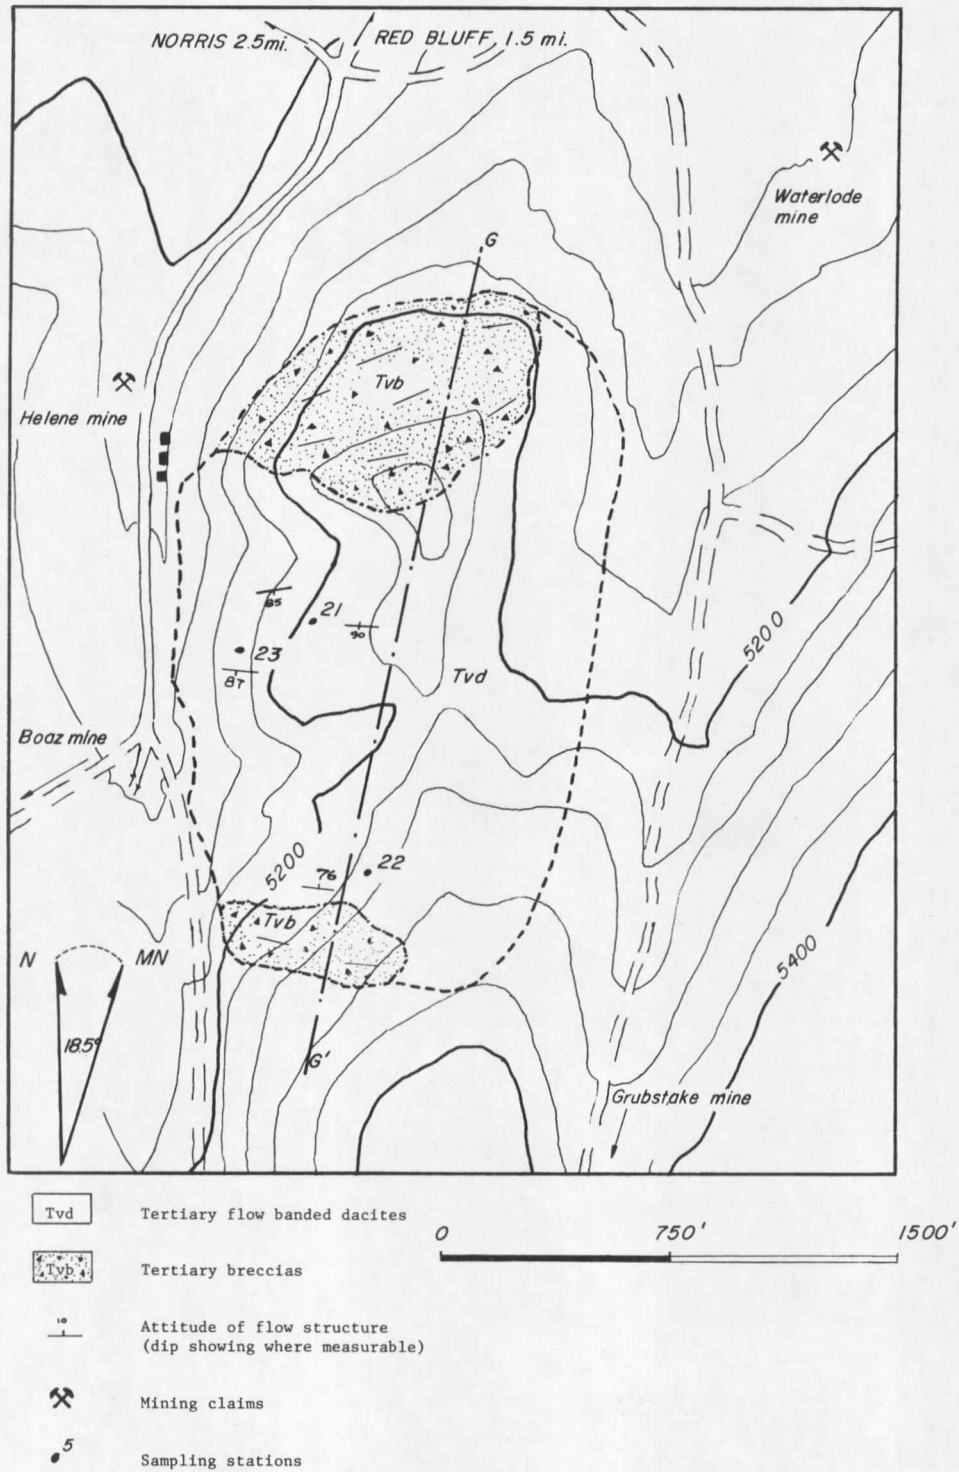 NORRIS 2.5mi.
RED BLUFF, 1.5 mi.
Waterlode
mine
G
Tvb
Helene mine
85
21
90
23
87
Tvd
5200
Boaz mine
5200
76
22
Tvb
N
MN
5400
18.5°
G'
Grubstake mine
Tvd
Tertiary flow banded dacites
0
750'
1500'
Tvb
Tertiary breccias
10
Attitude of flow structure
(dip showing where measurable)
Mining claims
5
Sampling stations